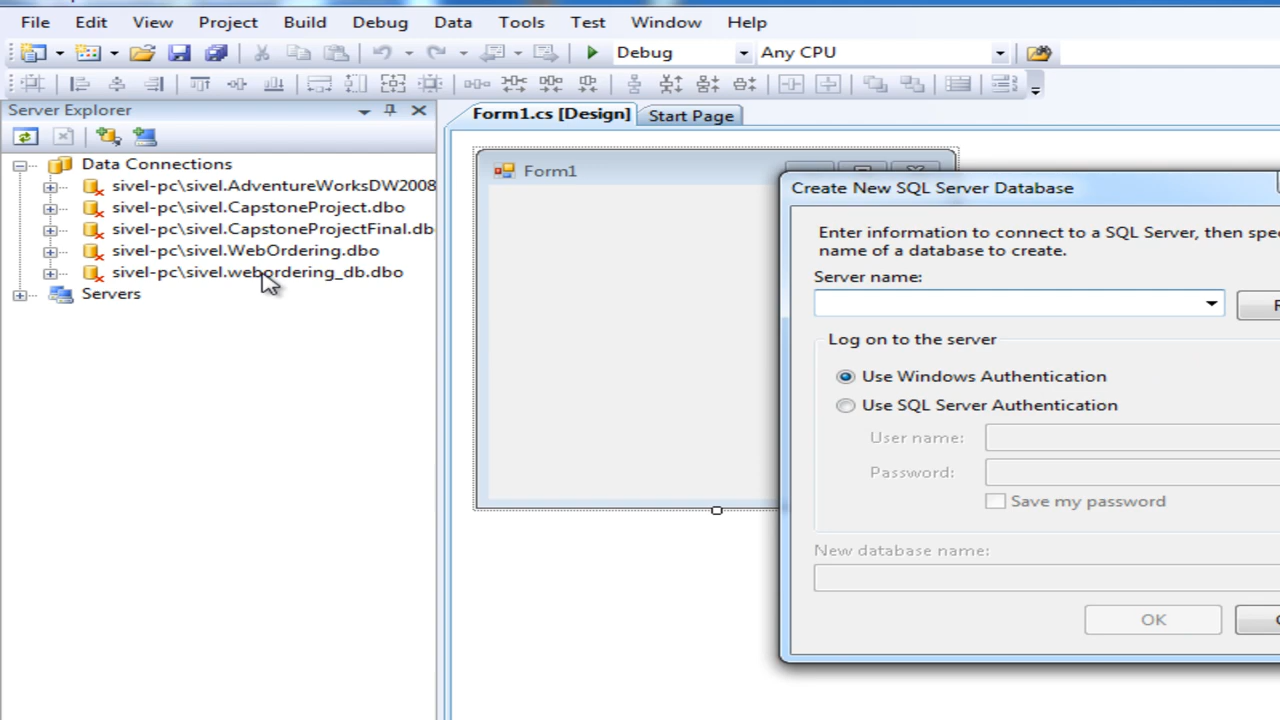 File Edit View Project Build Debug Data Tools Test Window Help
Debug Any CPU
Server Explorer
Data Connections
sivel-pc\sivel.AdventureWorksDW2008
sivel-pc\sivel.CapstoneProject.dbo
sivel-pc\sivel.CapstoneProjectFinal.db
sivel-pc\sivel.WebOrdering.dbo
sivel-pc\sivel.webordering_db.dbo
Servers
Form1.cs [Design] Start Page
Form1
Create New SQL Server Database
Enter information to connect to a SQL Server, then spe
name of a database to create.
Server name:
Log on to the server
Use Windows Authentication
Use SQL Server Authentication
User name:
Password:
Save my password
New database name:
OK